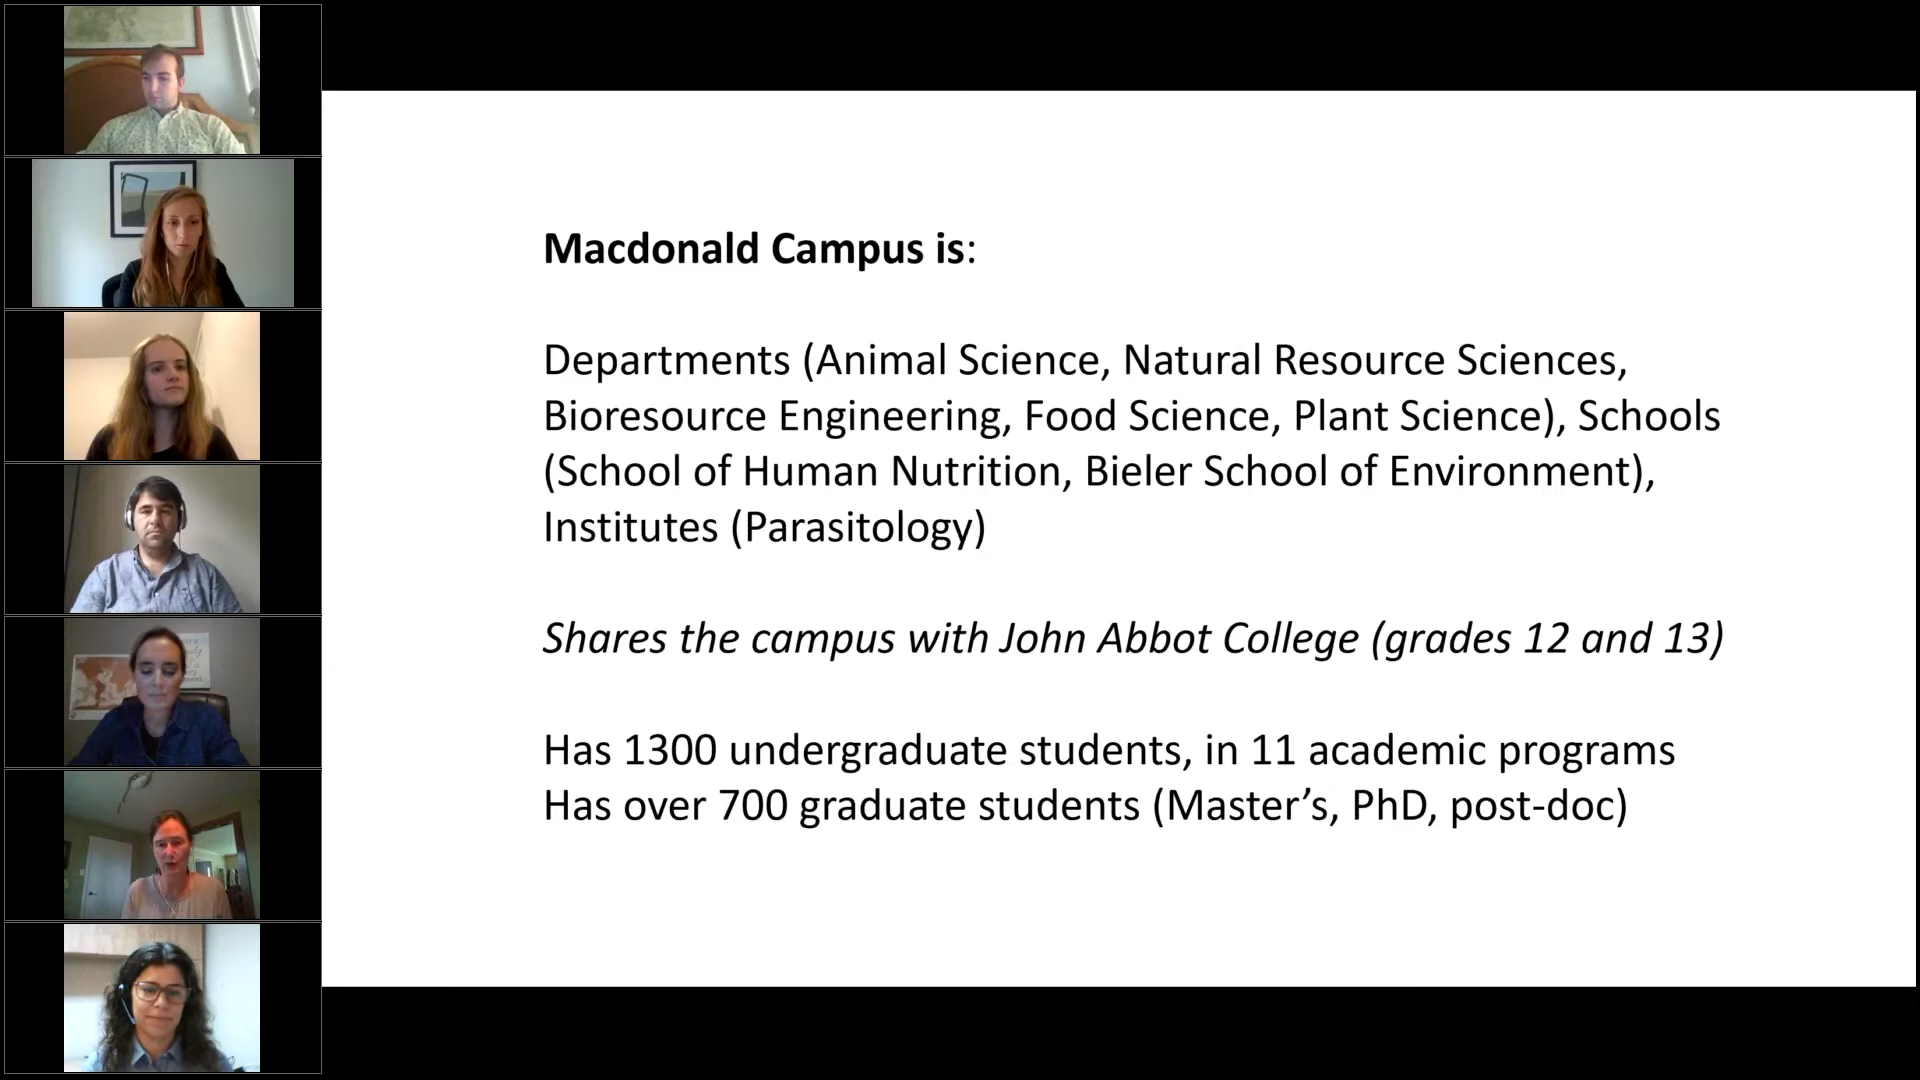 Macdonald Campus is:
Departments (Animal Science, Natural Resource Sciences,
Bioresource Engineering, Food Science, Plant Science), Schools
(School of Human Nutrition, Bieler School of Environment),
Institutes (Parasitology)
Shares the campus with John Abbot College (grades 12 and 13)
Has 1300 undergraduate students, in 11 academic programs
Has over 700 graduate students (Master’s, PhD, post-doc)